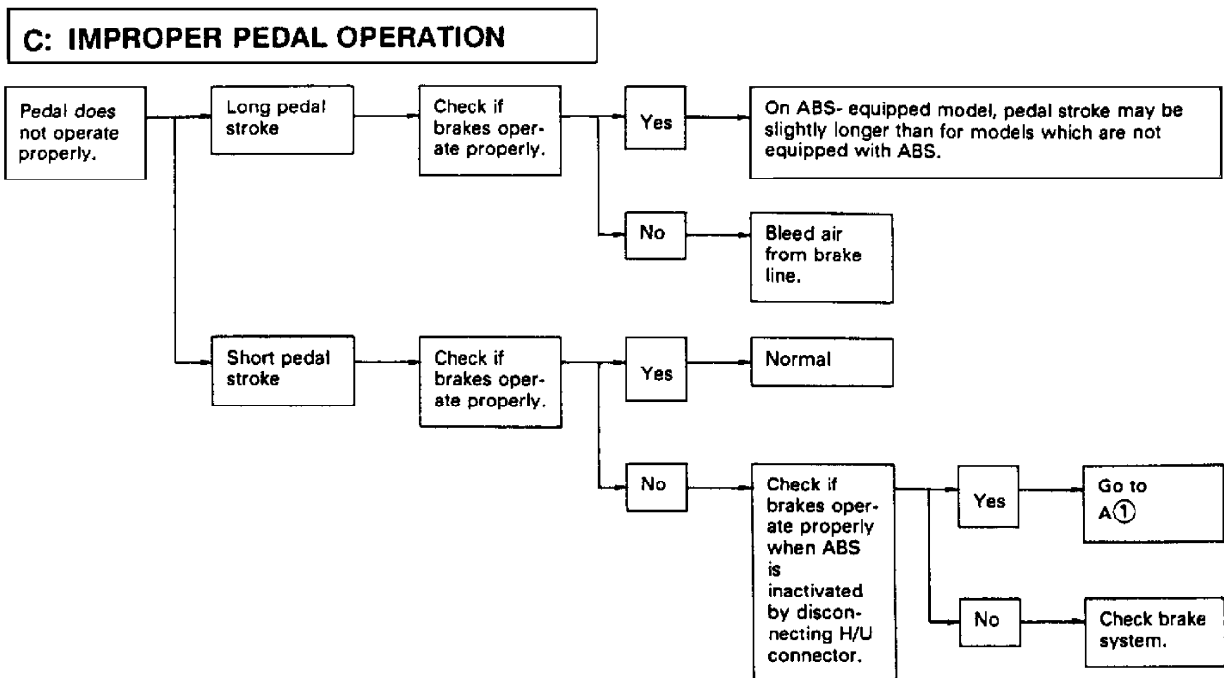 C: IMPROPER PEDAL OPERATION
Pedal does
not operate
properly.
Long pedal
stroke
Check if
brakes oper-
ate properly.
Yes
On ABS- equipped model, pedal stroke may be
slightly longer than for models which are not
equipped with ABS.
No
Bleed air
from brake
line.
Short pedal
stroke
Check if
brakes oper-
ate properly.
Yes
Normal
No
Check if
brakes oper-
ate properly
when ABS
is
inactivated
by discon-
necting H/U
connector.
Yes
Go to
A①
No
Check brake
system.